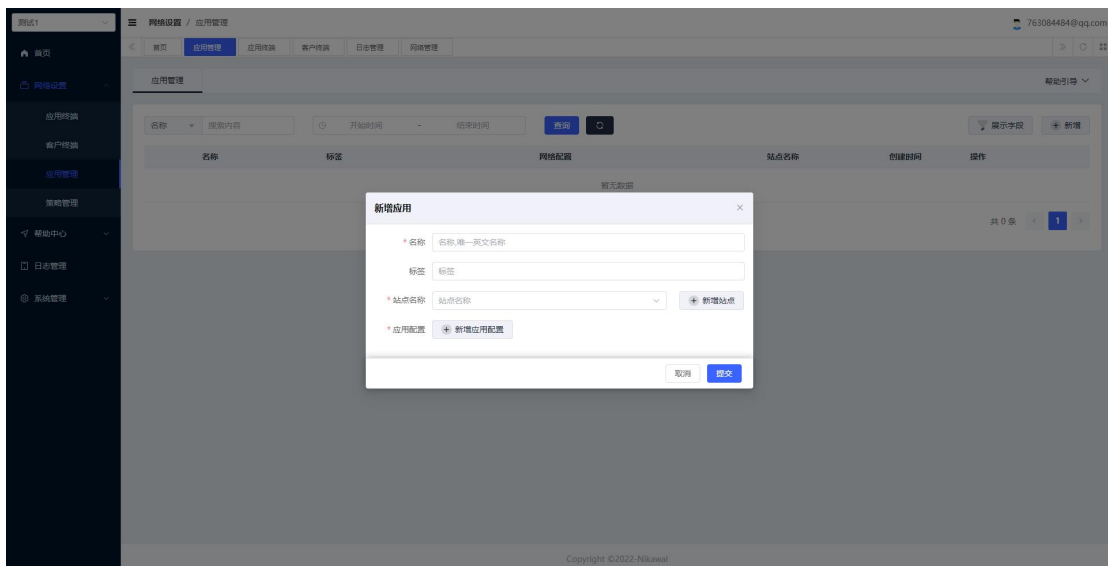 测试1
网络设置 / 应用管理
763084484@qq.com
首页
首页 应用管理 应用终端 客户终端 日志管理 网络管理
网络设置
应用管理
帮助引导
应用终端
名称 搜索内容 开始时间 - 结束时间 查询 展示字段 新增
客户终端
名称 标签 网络配置 站点名称 创建时间 操作
应用管理
暂无数据
策略管理
共 0 条 1
帮助中心
日志管理
系统管理
新增应用
* 名称 名称,唯一英文名称
标签 标签
* 站点名称 站点名称 新增站点
* 应用配置 新增应用配置
取消 提交
Copyright ©2022-Nikawal